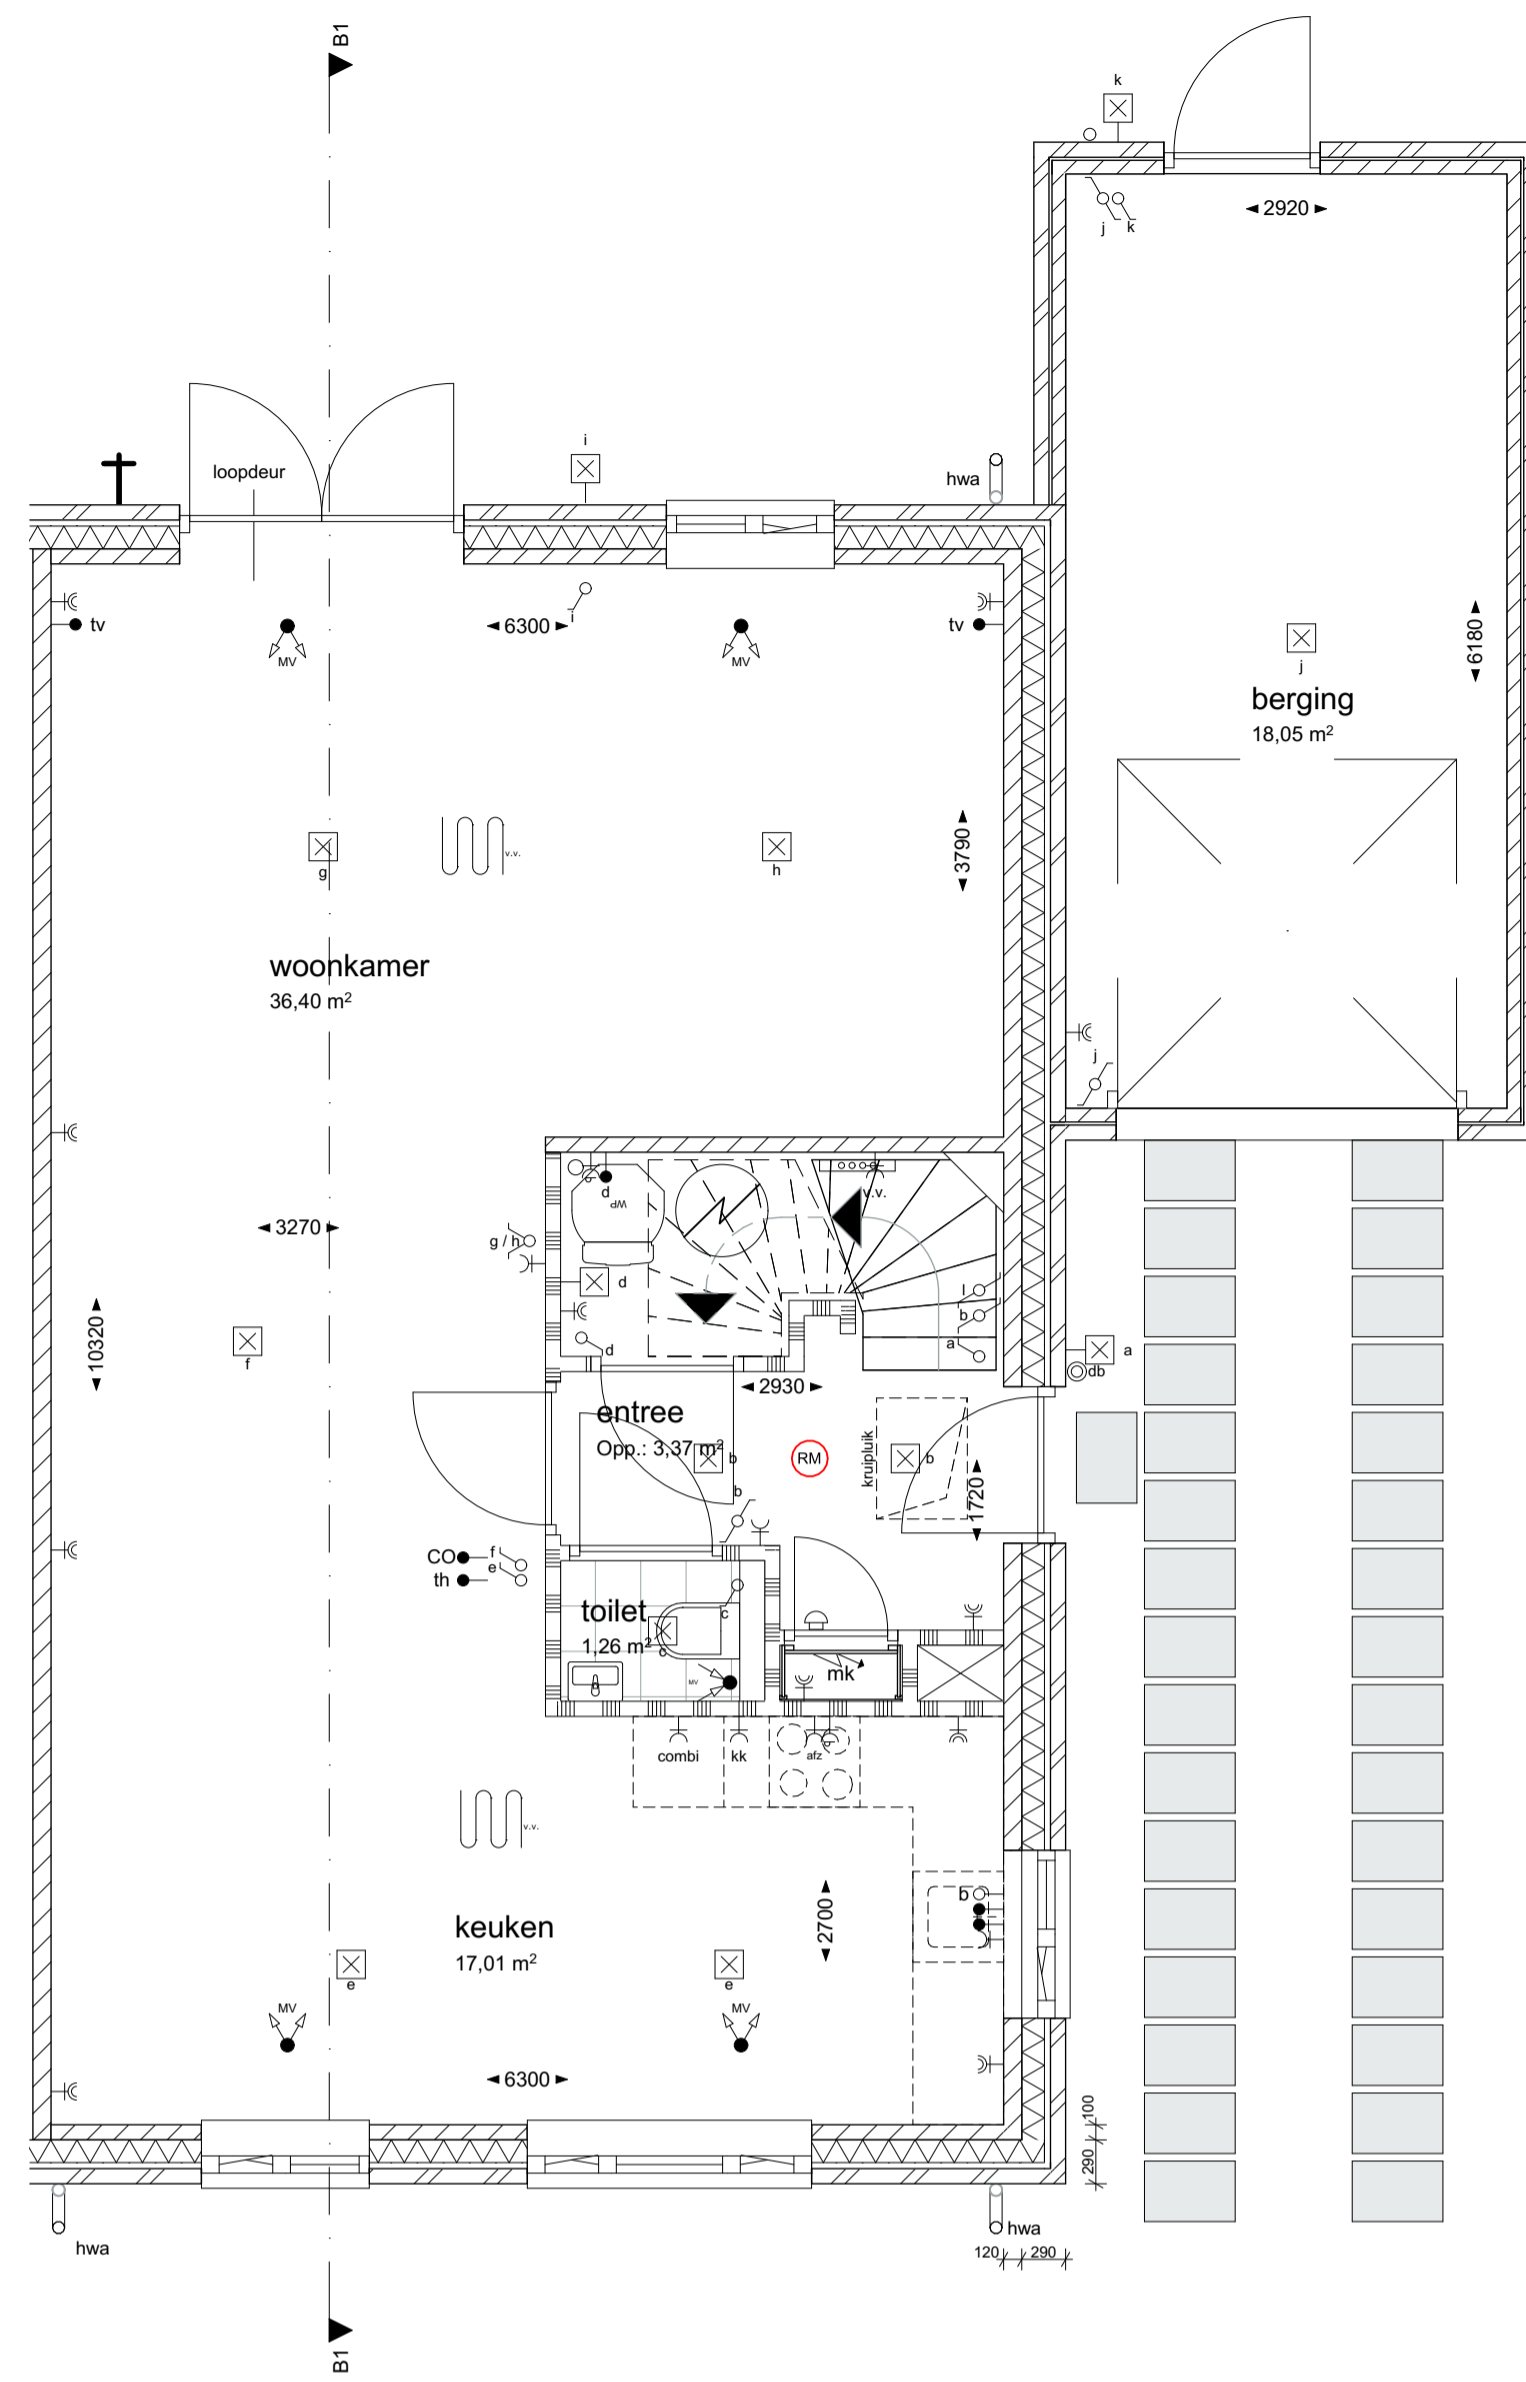 B1
k
j
k
2920
loopdeur
i
hwa
i
tv
MV
6300
MV
tv
6180
j
berging
18,05 m²
g
v.v.
h
3790
woonkamer
36,40 m²
j
d
WP
v.v.
3270
g / h
d
l
b
a
d
10320
f
a
db
2930
entree
Opp.: 3,37 m²
b
RM
kruipluik
b
1720
b
CO
f
th
e
toilet
1,26 m²
c
c
MV
mk
combi
kk
afz
v.v.
b
keuken
17,01 m²
2700
e
e
MV
MV
6300
100
290
hwa
hwa
120
290
B1